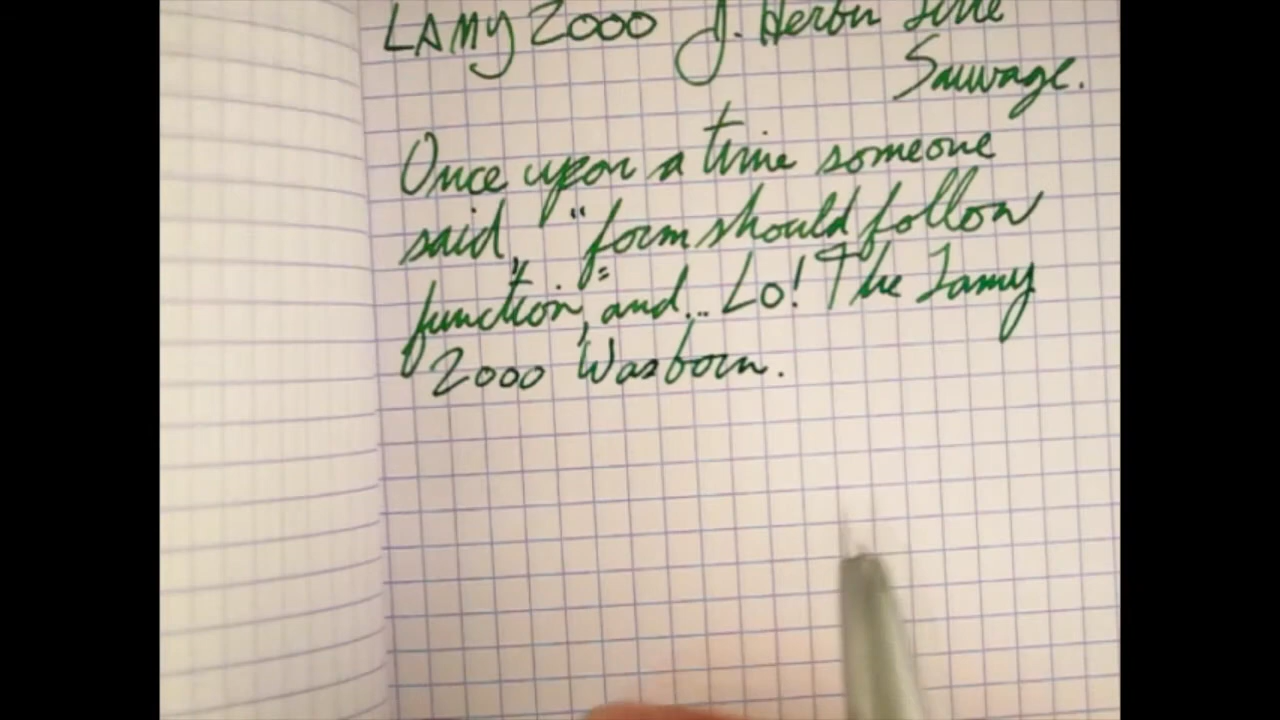 LAMY 2000 J. Herbin
Sauvage.
Once upon a time someone
said, "form should follow
function," and... Lo! The Lamy
2000 Was born.